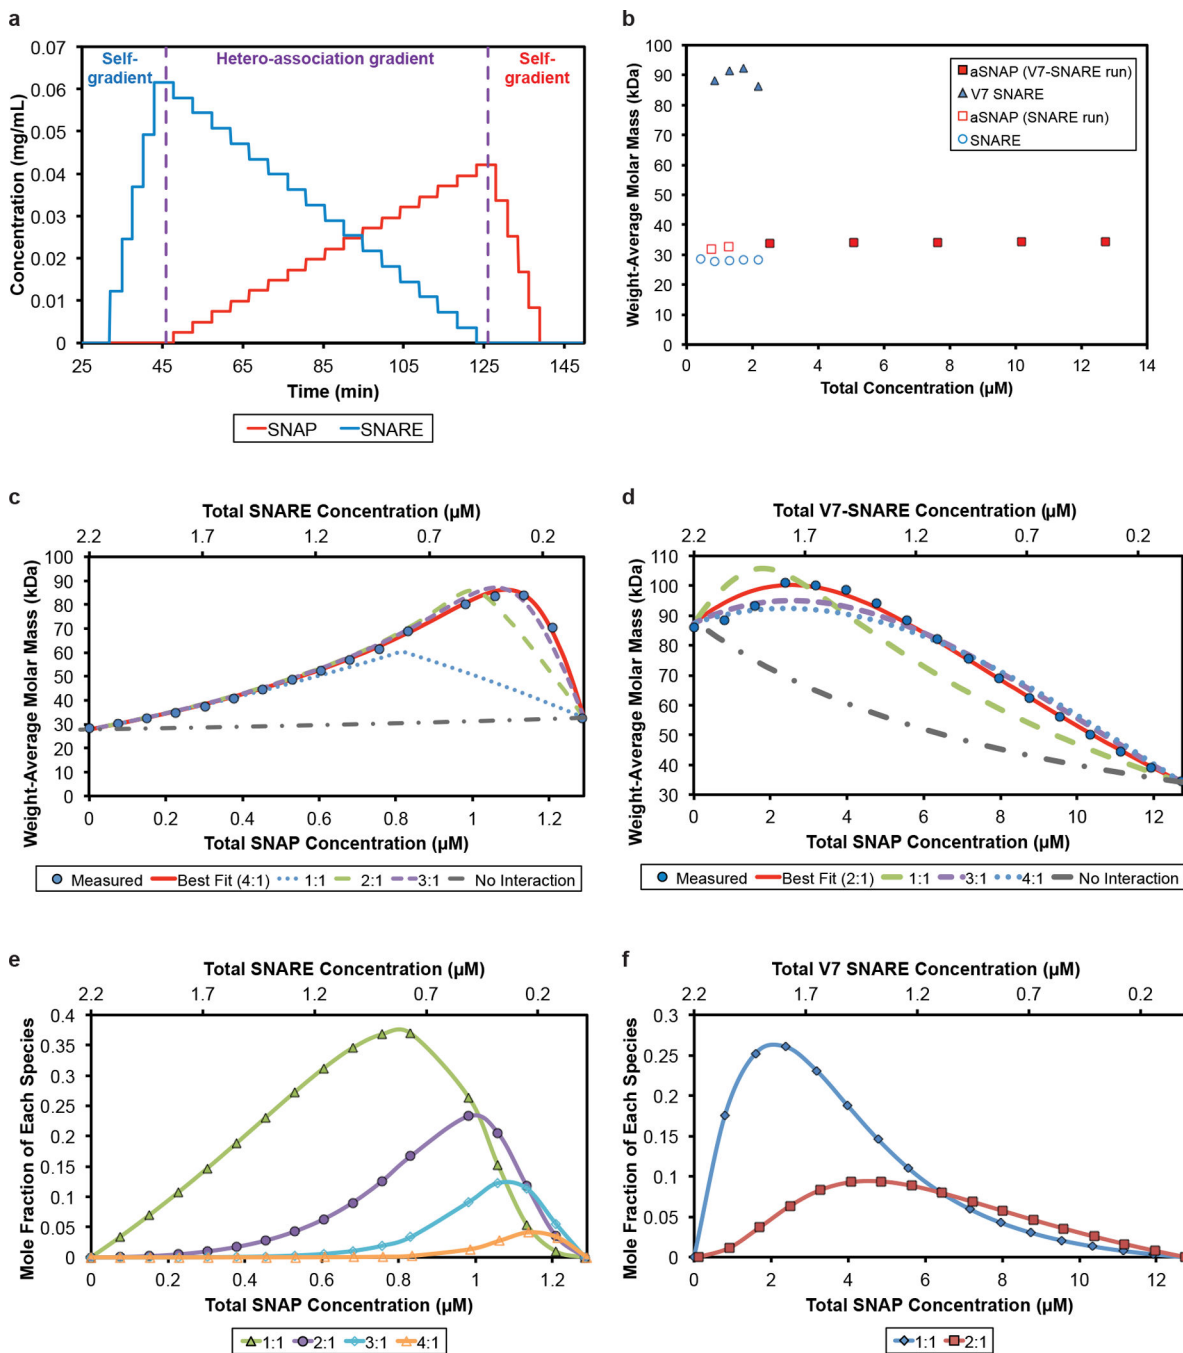 a
0.07
0.06
0.05
0.04
0.03
0.02
0.01
0
Concentration (mg/mL)
Self-
gradient
Hetero-association gradient
Self-
gradient
25 45 65 85 105 125 145
Time (min)
SNAP SNARE
b
100
90
80
70
60
50
40
30
20
10
0
Weight-Average Molar Mass (kDa)
aSNAP (V7-SNARE run)
V7 SNARE
aSNAP (SNARE run)
SNARE
0 2 4 6 8 10 12 14
Total Concentration (µM)
c
Total SNARE Concentration (µM)
2.2 1.7 1.2 0.7 0.2
100
90
80
70
60
50
40
30
20
10
0
Weight-Average Molar Mass (kDa)
0 0.2 0.4 0.6 0.8 1 1.2
Total SNAP Concentration (µM)
Measured Best Fit (4:1) 1:1 2:1 3:1 No Interaction
d
Total V7-SNARE Concentration (µM)
2.2 1.7 1.2 0.7 0.2
110
100
90
80
70
60
50
40
30
Weight-Average Molar Mass (kDa)
0 2 4 6 8 10 12
Total SNAP Concentration (µM)
Measured Best Fit (2:1) 1:1 3:1 4:1 No Interaction
e
Total SNARE Concentration (µM)
2.2 1.7 1.2 0.7 0.2
0.4
0.35
0.3
0.25
0.2
0.15
0.1
0.05
0
Mole Fraction of Each Species
0 0.2 0.4 0.6 0.8 1 1.2
Total SNAP Concentration (µM)
1:1 2:1 3:1 4:1
f
Total V7 SNARE Concentration (µM)
2.2 1.7 1.2 0.7 0.2
0.3
0.25
0.2
0.15
0.1
0.05
0
Mole Fraction of Each Species
0 2 4 6 8 10 12
Total SNAP Concentration (µM)
1:1 2:1